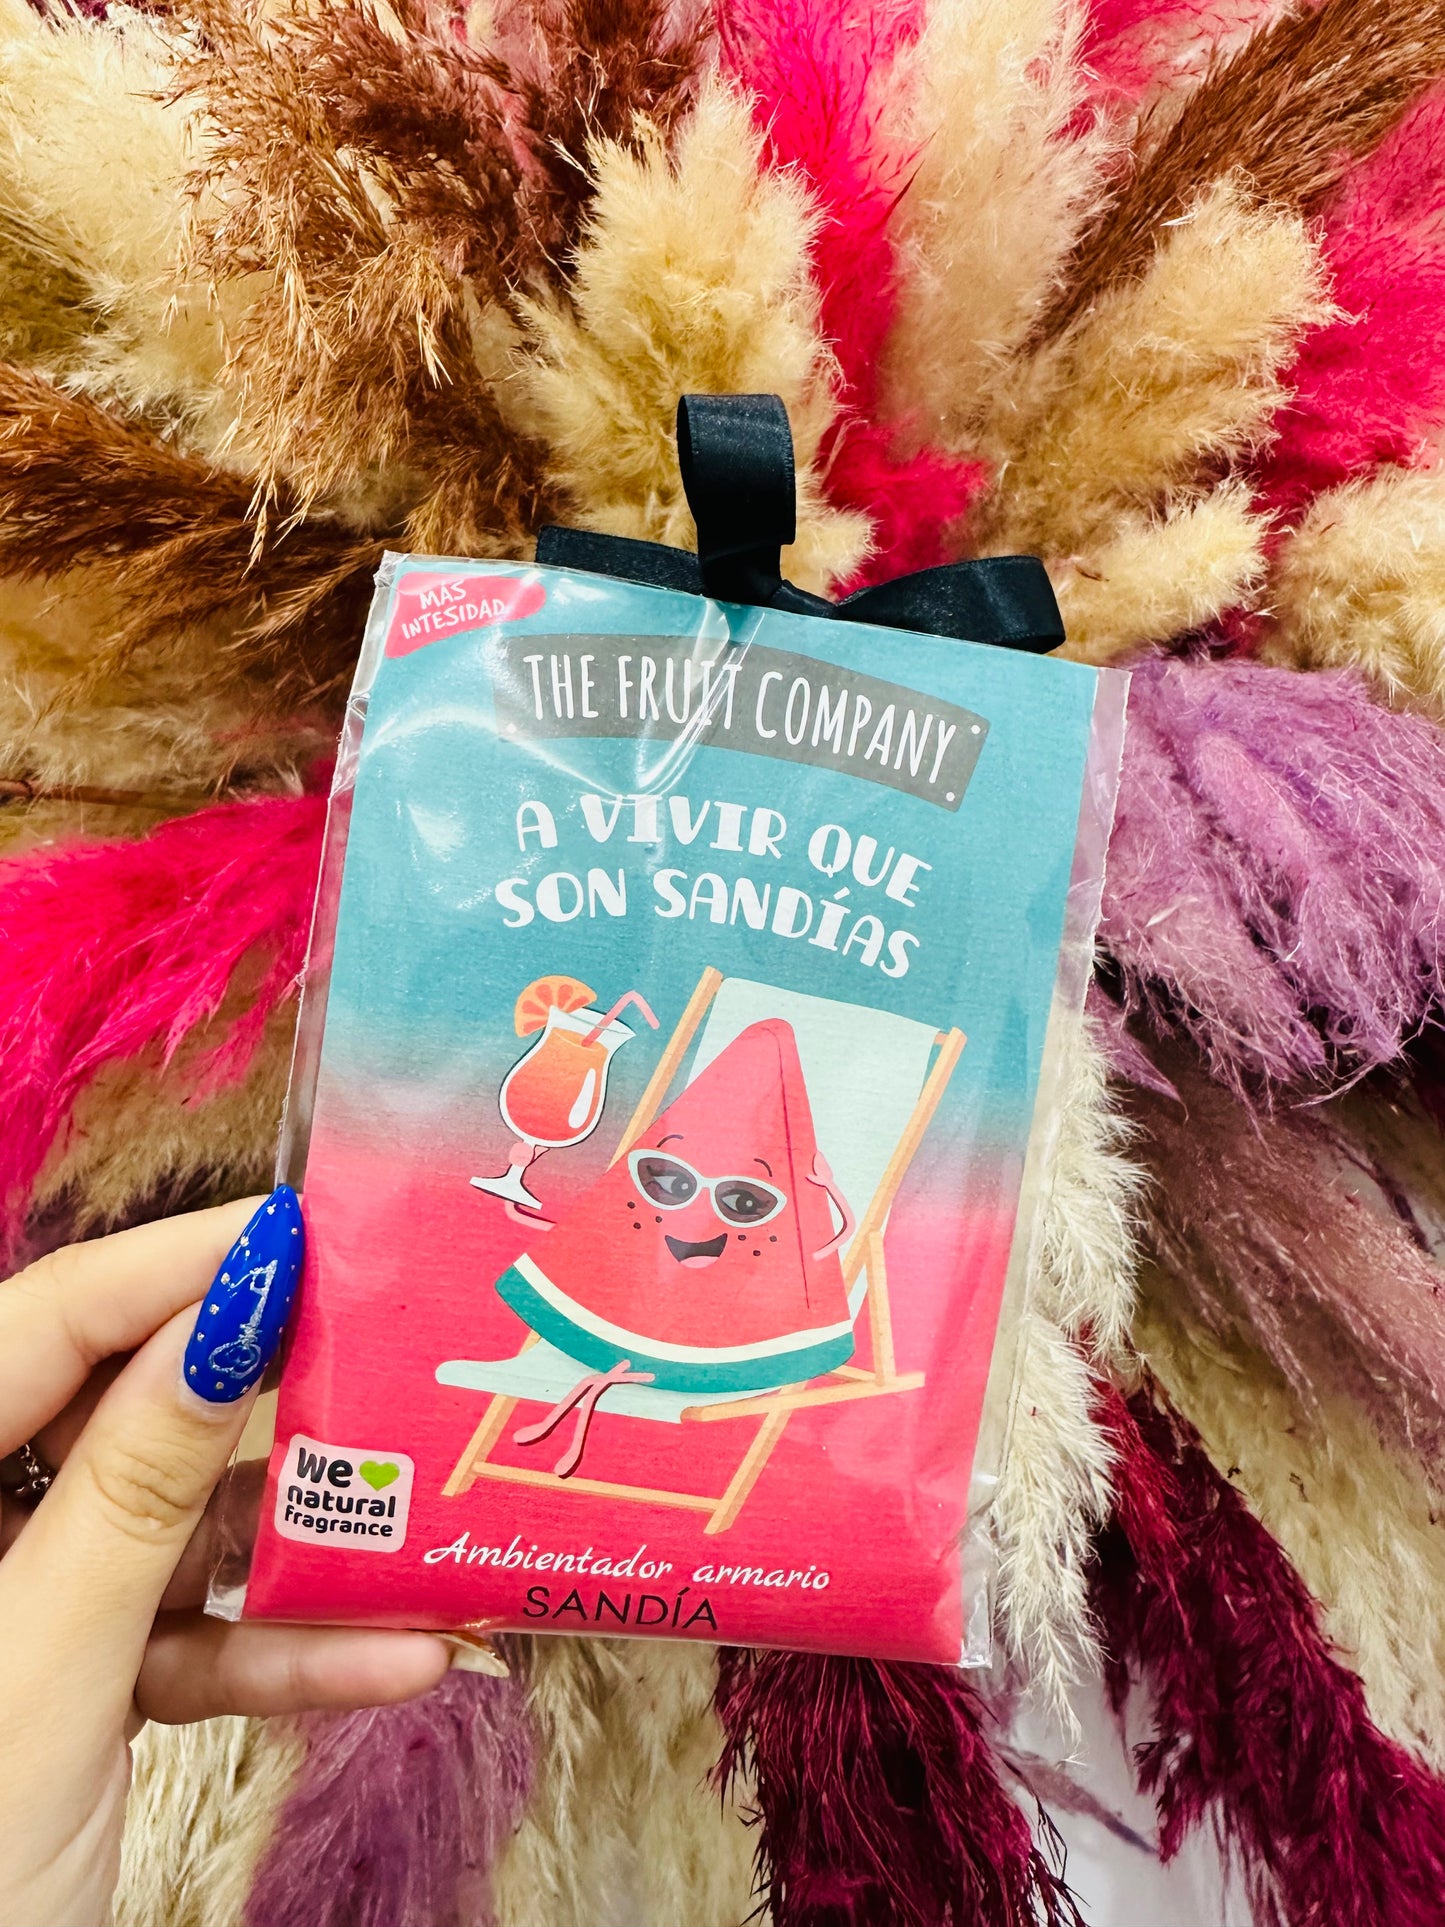 MÁS
INTESIDAD
THE FRUIT COMPANY
A VIVIR QUE
SON SANDÍAS
We
natural
fragrance
Ambientador armario
SANDÍA